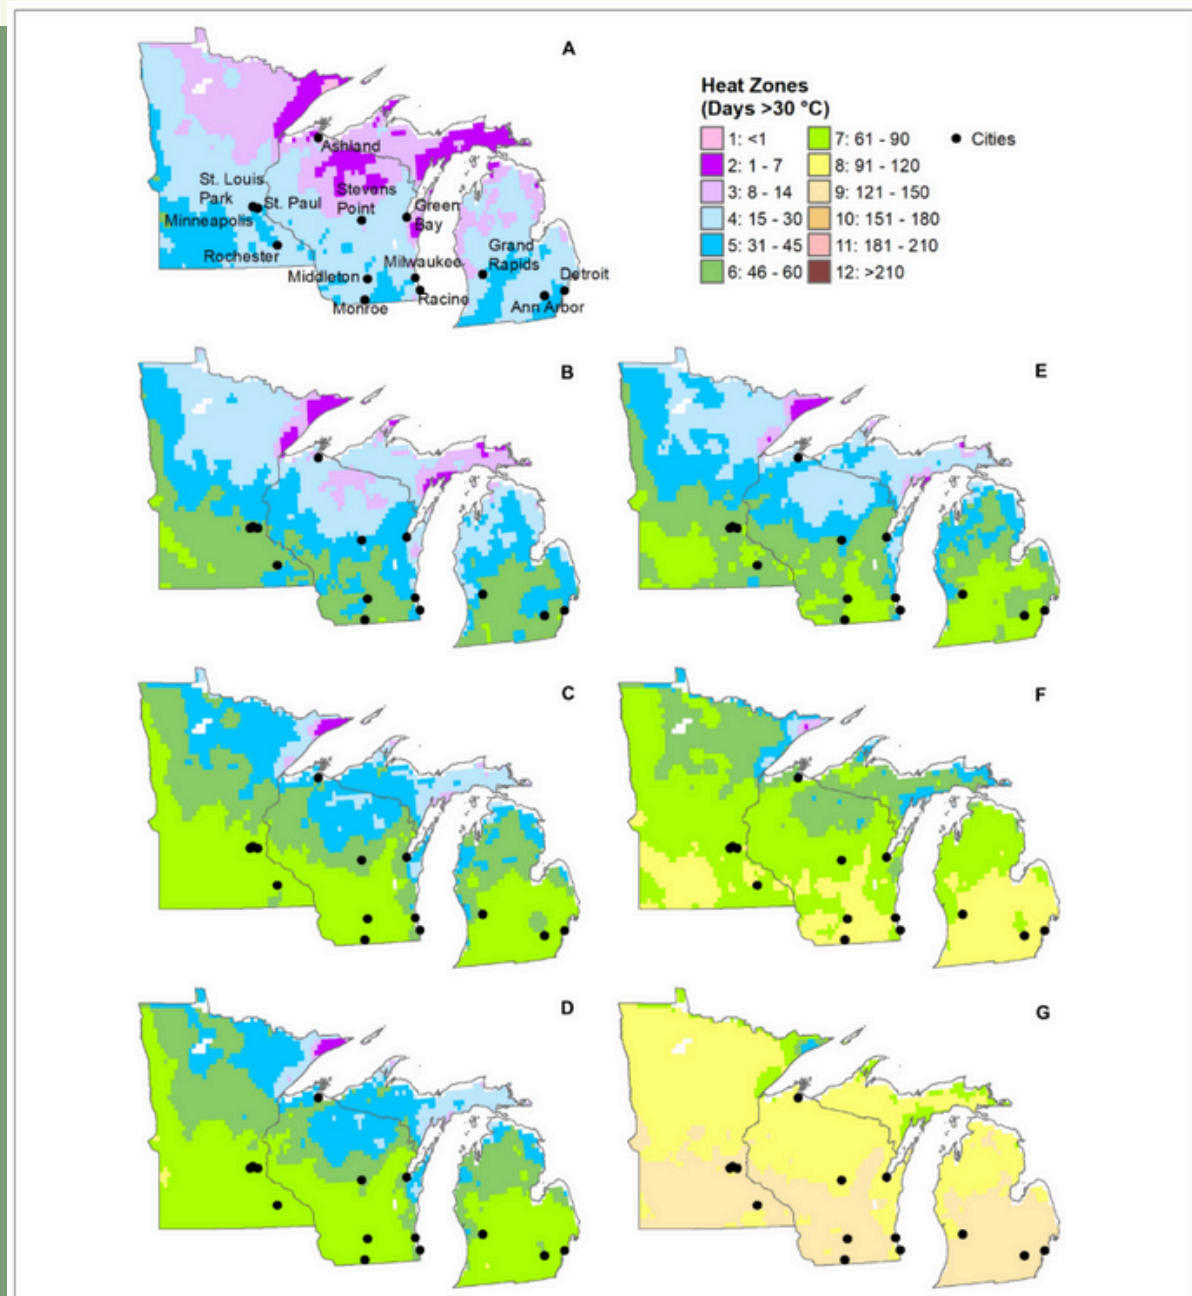 A
Heat Zones
(Days >30 °C)
1: <1
7: 61 - 90
Cities
2: 1 - 7
8: 91 - 120
3: 8 - 14
9: 121 - 150
4: 15 - 30
10: 151 - 180
5: 31 - 45
11: 181 - 210
6: 46 - 60
12: >210
Ashland
St. Louis
Park
St. Paul
Minneapolis
Rochester
Stevens
Point
Green
Bay
Middleton
Milwaukee
Monroe
Racine
Grand
Rapids
Detroit
Ann Arbor
B
E
C
F
D
G